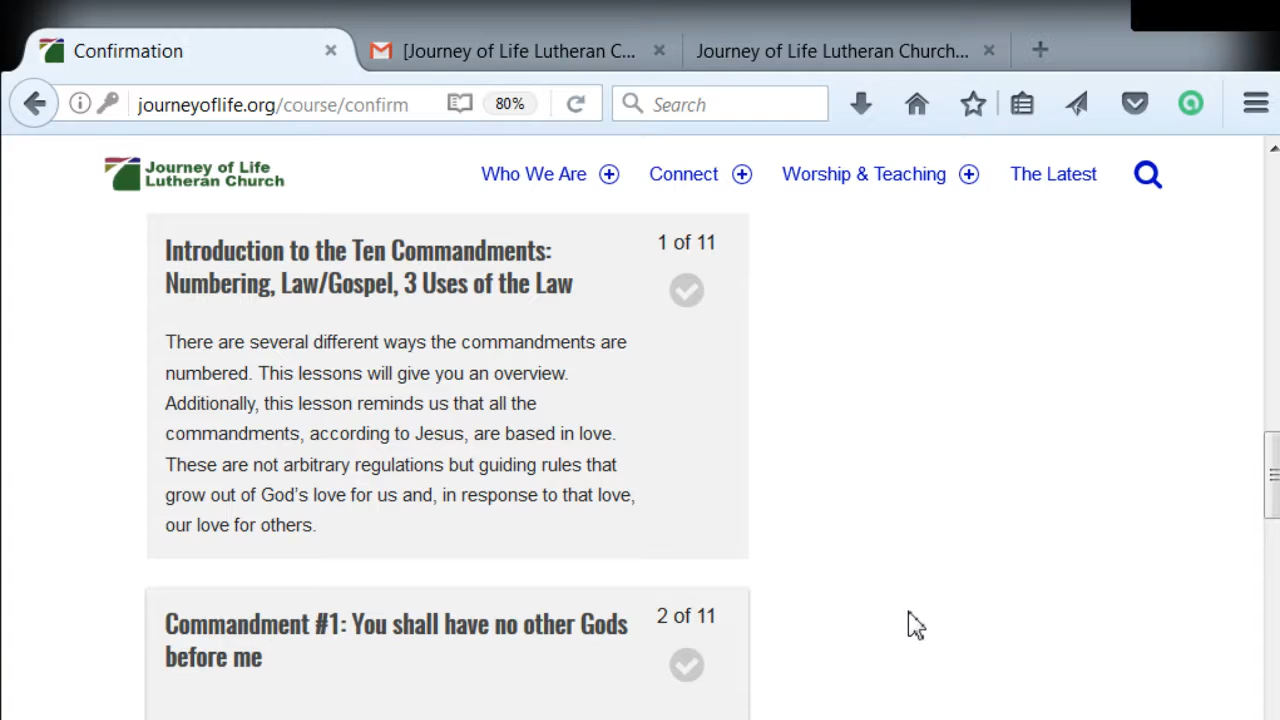 Confirmation
[Journey of Life Lutheran C...
Journey of Life Lutheran Church...
journeyoflife.org/course/confirm
80%
Search
Journey of Life
Lutheran Church
Who We Are
Connect
Worship & Teaching
The Latest
Introduction to the Ten Commandments:
Numbering, Law/Gospel, 3 Uses of the Law
1 of 11
There are several different ways the commandments are
numbered. This lessons will give you an overview.
Additionally, this lesson reminds us that all the
commandments, according to Jesus, are based in love.
These are not arbitrary regulations but guiding rules that
grow out of God's love for us and, in response to that love,
our love for others.
Commandment #1: You shall have no other Gods
before me
2 of 11